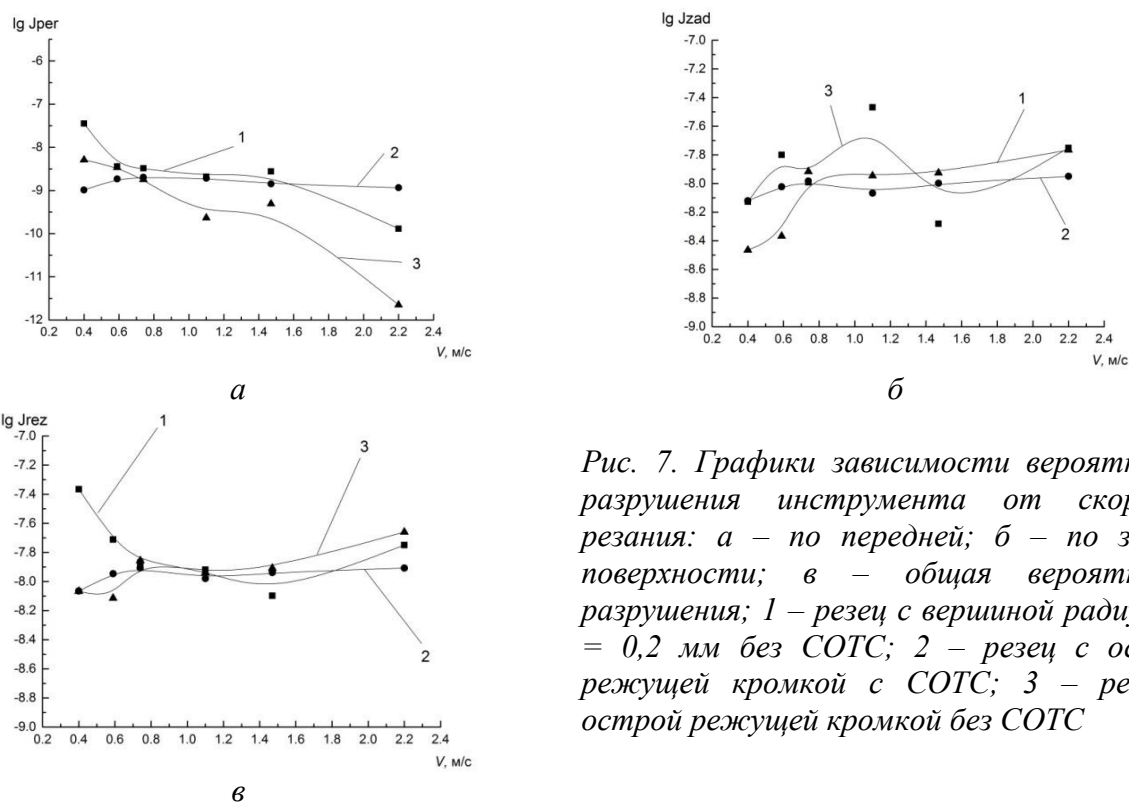 lg Jper
-6
-7
-8
-9
-10
-11
-12
0.2 0.4 0.6 0.8 1.0 1.2 1.4 1.6 1.8 2.0 2.2 2.4
V, м/с
1
2
3
а
lg Jzad
-7.0
-7.2
-7.4
-7.6
-7.8
-8.0
-8.2
-8.4
-8.6
-8.8
-9.0
0.2 0.4 0.6 0.8 1.0 1.2 1.4 1.6 1.8 2.0 2.2 2.4
V, м/с
3
1
2
б
lg Jrez
-7.0
-7.2
-7.4
-7.6
-7.8
-8.0
-8.2
-8.4
-8.6
-8.8
-9.0
0.2 0.4 0.6 0.8 1.0 1.2 1.4 1.6 1.8 2.0 2.2 2.4
V, м/с
1
3
2
в
Рис. 7. Графики зависимости вероятн
разрушения инструмента от скор
резания: а – по передней; б – по з
поверхности; в – общая вероятн
разрушения; 1 – резец с вершиной радиу
= 0,2 мм без СОТС; 2 – резец с ос
режущей кромкой с СОТС; 3 – ре
острой режущей кромкой без СОТС